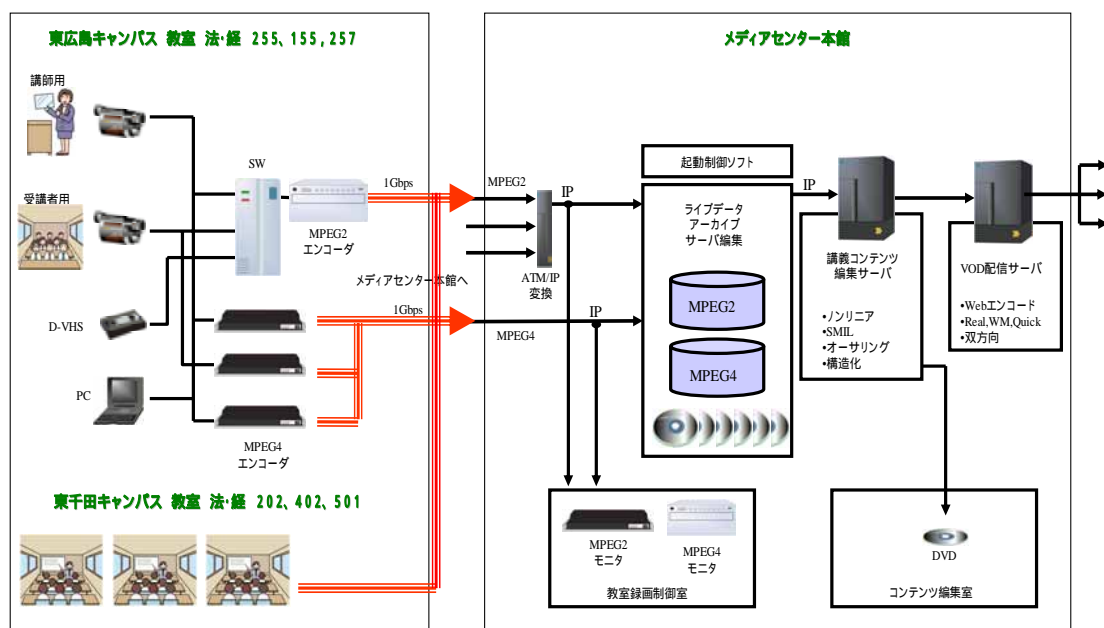 東広島キャンパス 教室 法・経 255、155，257
講師用
受講者用
D-VHS
PC
SW
MPEG2
エンコーダ
1Gbps
メディアセンター本館へ
1Gbps
MPEG4
エンコーダ
東千田キャンパス 教室 法・経 202、402、501
メディアセンター本館
MPEG2
IP
ATM/IP
変換
MPEG4
IP
起動制御ソフト
ライブデータ
アーカイブ
サーバ編集
MPEG2
MPEG4
IP
講義コンテンツ
編集サーバ
•ノンリニア
•SMIL
•オーサリング
•構造化
VOD配信サーバ
•Webエンコード
•Real,WM,Quick
•双方向
MPEG2
モニタ
MPEG4
モニタ
教室録画制御室
DVD
コンテンツ編集室